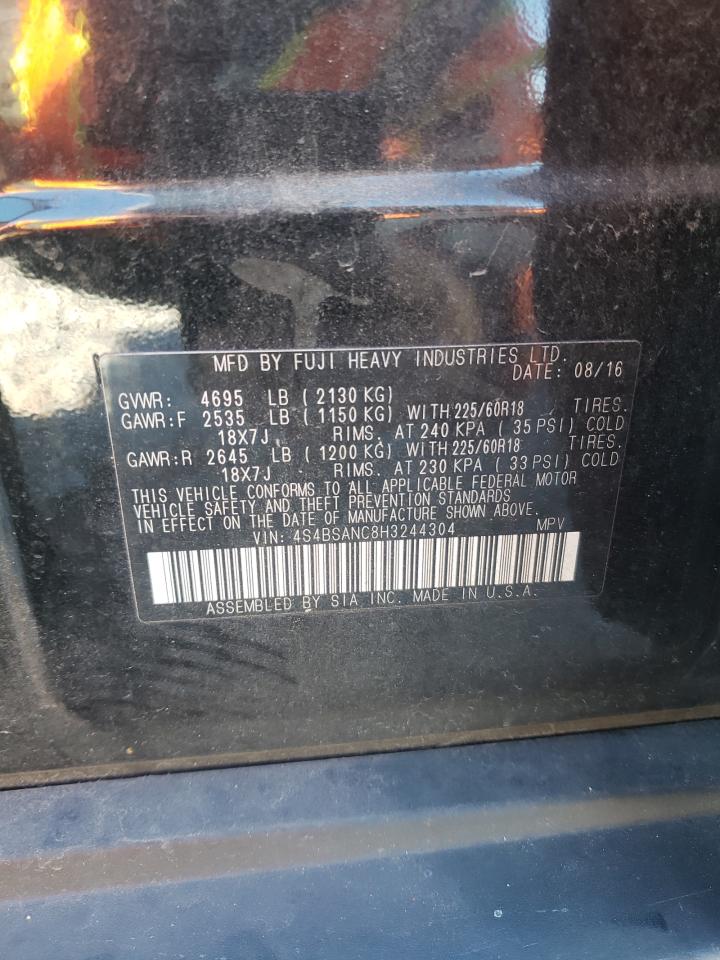 MFD BY FUJI HEAVY INDUSTRIES LTD.
DATE: 08/16
GVWR: 4695 LB ( 2130 KG)
GAWR:F 2535 LB ( 1150 KG) WITH 225/60R18 TIRES.
18X7J RIMS. AT 240 KPA ( 35 PSI) COLD
GAWR:R 2645 LB ( 1200 KG) WITH 225/60R18 TIRES.
18X7J RIMS. AT 230 KPA ( 33 PSI) COLD
THIS VEHICLE CONFORMS TO ALL APPLICABLE FEDERAL MOTOR
VEHICLE SAFETY AND THEFT PREVENTION STANDARDS
IN EFFECT ON THE DATE OF MANUFACTURE SHOWN ABOVE.
VIN: 4S4BSANC8H3244304 MPV
ASSEMBLED BY SIA INC. MADE IN U.S.A.